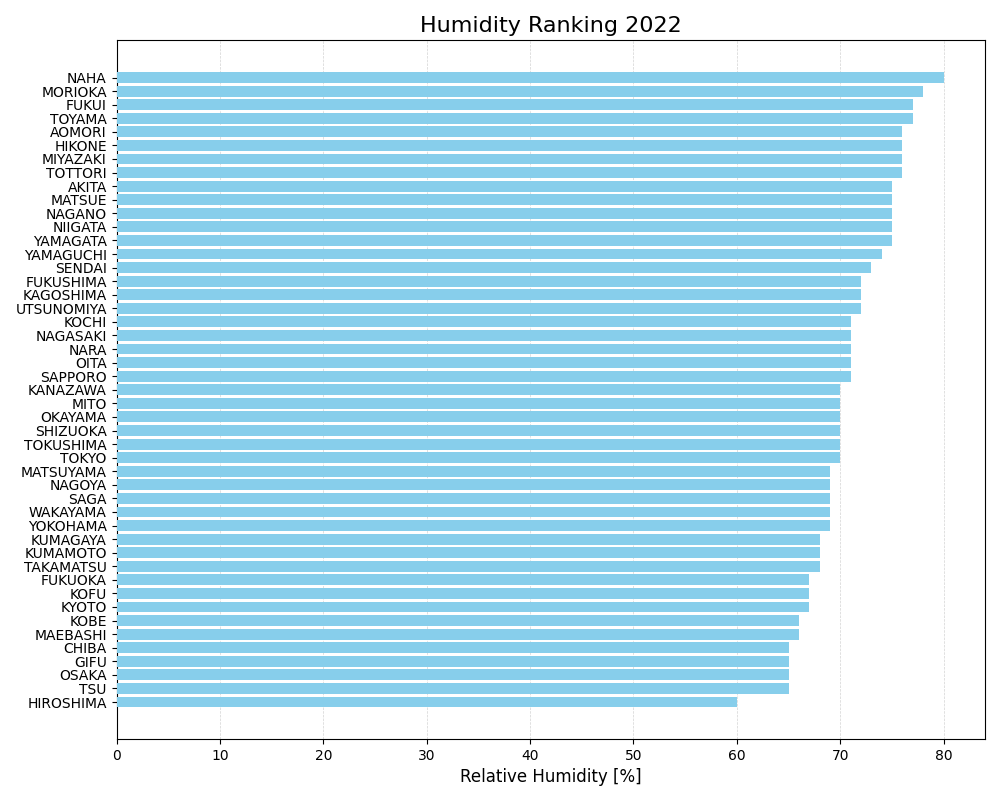 Humidity Ranking 2022
NAHA
MORIOKA
FUKUI
TOYAMA
AOMORI
HIKONE
MIYAZAKI
TOTTORI
AKITA
MATSUE
NAGANO
NIIGATA
YAMAGATA
YAMAGUCHI
SENDAI
FUKUSHIMA
KAGOSHIMA
UTSUNOMIYA
KOCHI
NAGASAKI
NARA
OITA
SAPPORO
KANAZAWA
MITO
OKAYAMA
SHIZUOKA
TOKUSHIMA
TOKYO
MATSUYAMA
NAGOYA
SAGA
WAKAYAMA
YOKOHAMA
KUMAGAYA
KUMAMOTO
TAKAMATSU
FUKUOKA
KOFU
KYOTO
KOBE
MAEBASHI
CHIBA
GIFU
OSAKA
TSU
HIROSHIMA
0 10 20 30 40 50 60 70 80
Relative Humidity [%]